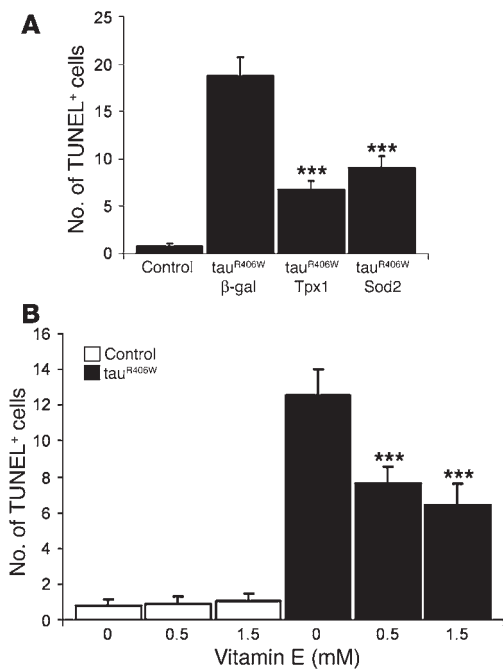 A
No. of TUNEL⁺ cells
25
20
15
10
5
0
***
***
Control
tauᴿ⁴⁰⁶ᵂ
β-gal
tauᴿ⁴⁰⁶ᵂ
Tpx1
tauᴿ⁴⁰⁶ᵂ
Sod2
B
No. of TUNEL⁺ cells
16
14
12
10
8
6
4
2
0
Control
tauᴿ⁴⁰⁶ᵂ
***
***
0 0.5 1.5 0 0.5 1.5
Vitamin E (mM)